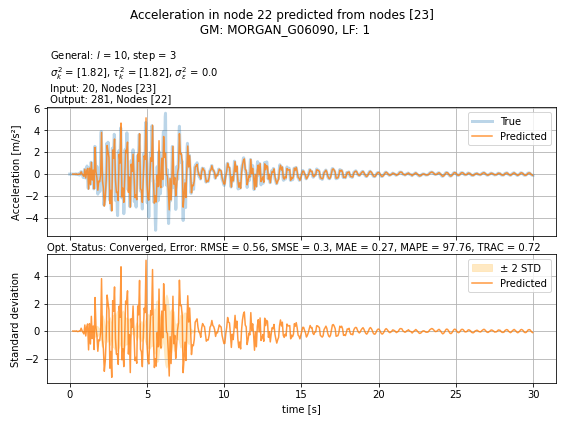 Acceleration in node 22 predicted from nodes [23]
GM: MORGAN_G06090, LF: 1
General: l = 10, step = 3
σ²ₖ = [1.82], τ²ₖ = [1.82], σ²ε = 0.0
Input: 20, Nodes [23]
Output: 281, Nodes [22]
Acceleration [m/s²]
6
4
2
0
−2
−4
True
Predicted
Opt. Status: Converged, Error: RMSE = 0.56, SMSE = 0.3, MAE = 0.27, MAPE = 97.76, TRAC = 0.72
Standard deviation
4
2
0
−2
± 2 STD
Predicted
0 5 10 15 20 25 30
time [s]